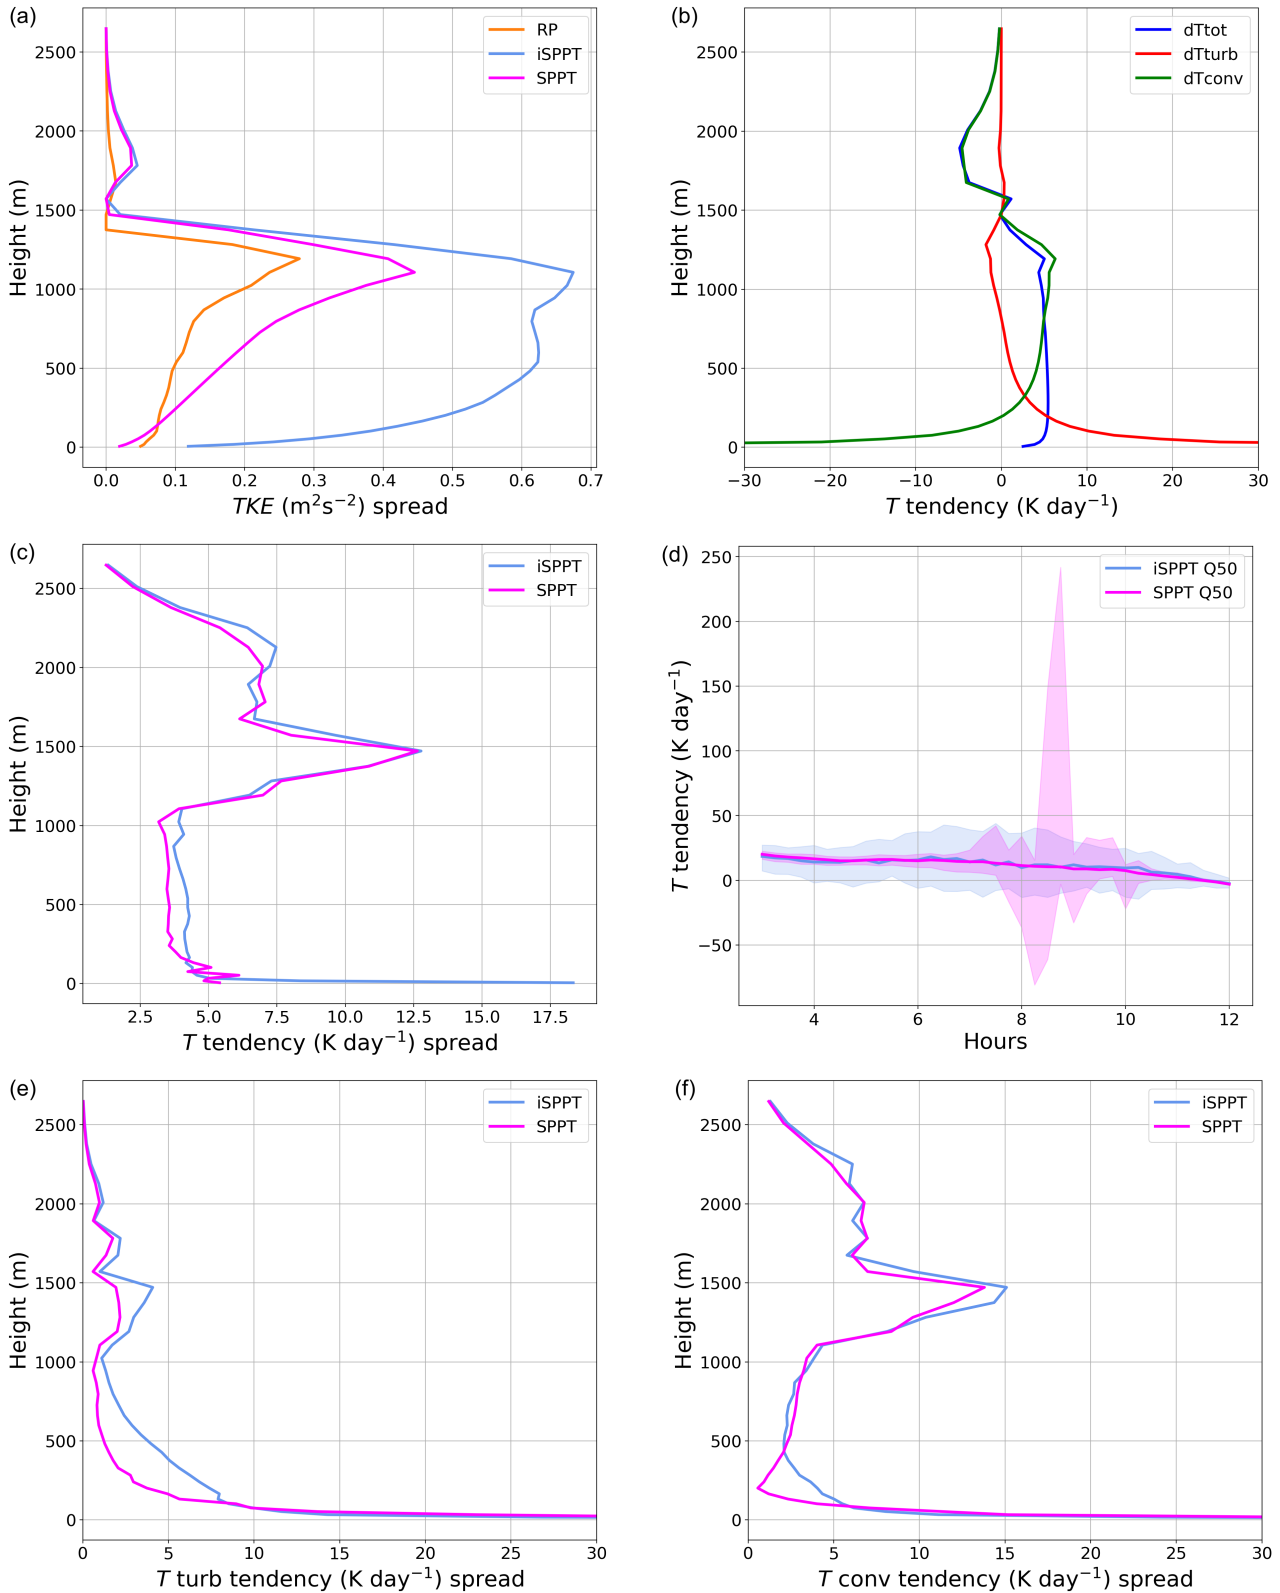 (a)
RP
iSPPT
SPPT
2500
2000
1500
1000
500
0
Height (m)
0.0 0.1 0.2 0.3 0.4 0.5 0.6 0.7
TKE (m²s⁻²) spread
(b)
dTtot
dTturb
dTconv
2500
2000
1500
1000
500
0
Height (m)
−30 −20 −10 0 10 20 30
T tendency (K day⁻¹)
(c)
iSPPT
SPPT
2500
2000
1500
1000
500
0
Height (m)
2.5 5.0 7.5 10.0 12.5 15.0 17.5
T tendency (K day⁻¹) spread
(d)
iSPPT Q50
SPPT Q50
250
200
150
100
50
0
−50
T tendency (K day⁻¹)
4 6 8 10 12
Hours
(e)
iSPPT
SPPT
2500
2000
1500
1000
500
0
Height (m)
0 5 10 15 20 25 30
T turb tendency (K day⁻¹) spread
(f)
iSPPT
SPPT
2500
2000
1500
1000
500
0
Height (m)
0 5 10 15 20 25 30
T conv tendency (K day⁻¹) spread